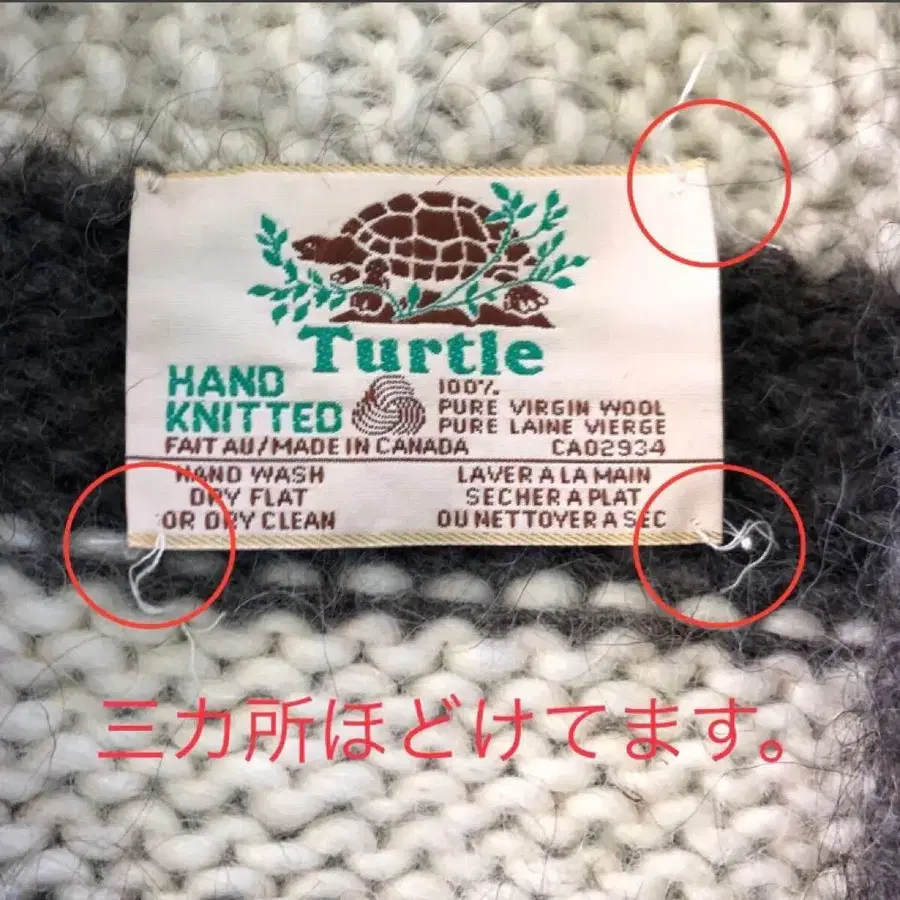 Turtle
HAND KNITTED
100%
PURE VIRGIN WOOL
PURE LAINE VIERGE
FAIT AU/MADE IN CANADA CA02934
HAND WASH
DRY FLAT
OR DRY CLEAN
LAVER A LA MAIN
SECHER A PLAT
OU NETTOYER A SEC
三カ所ほどけてます。